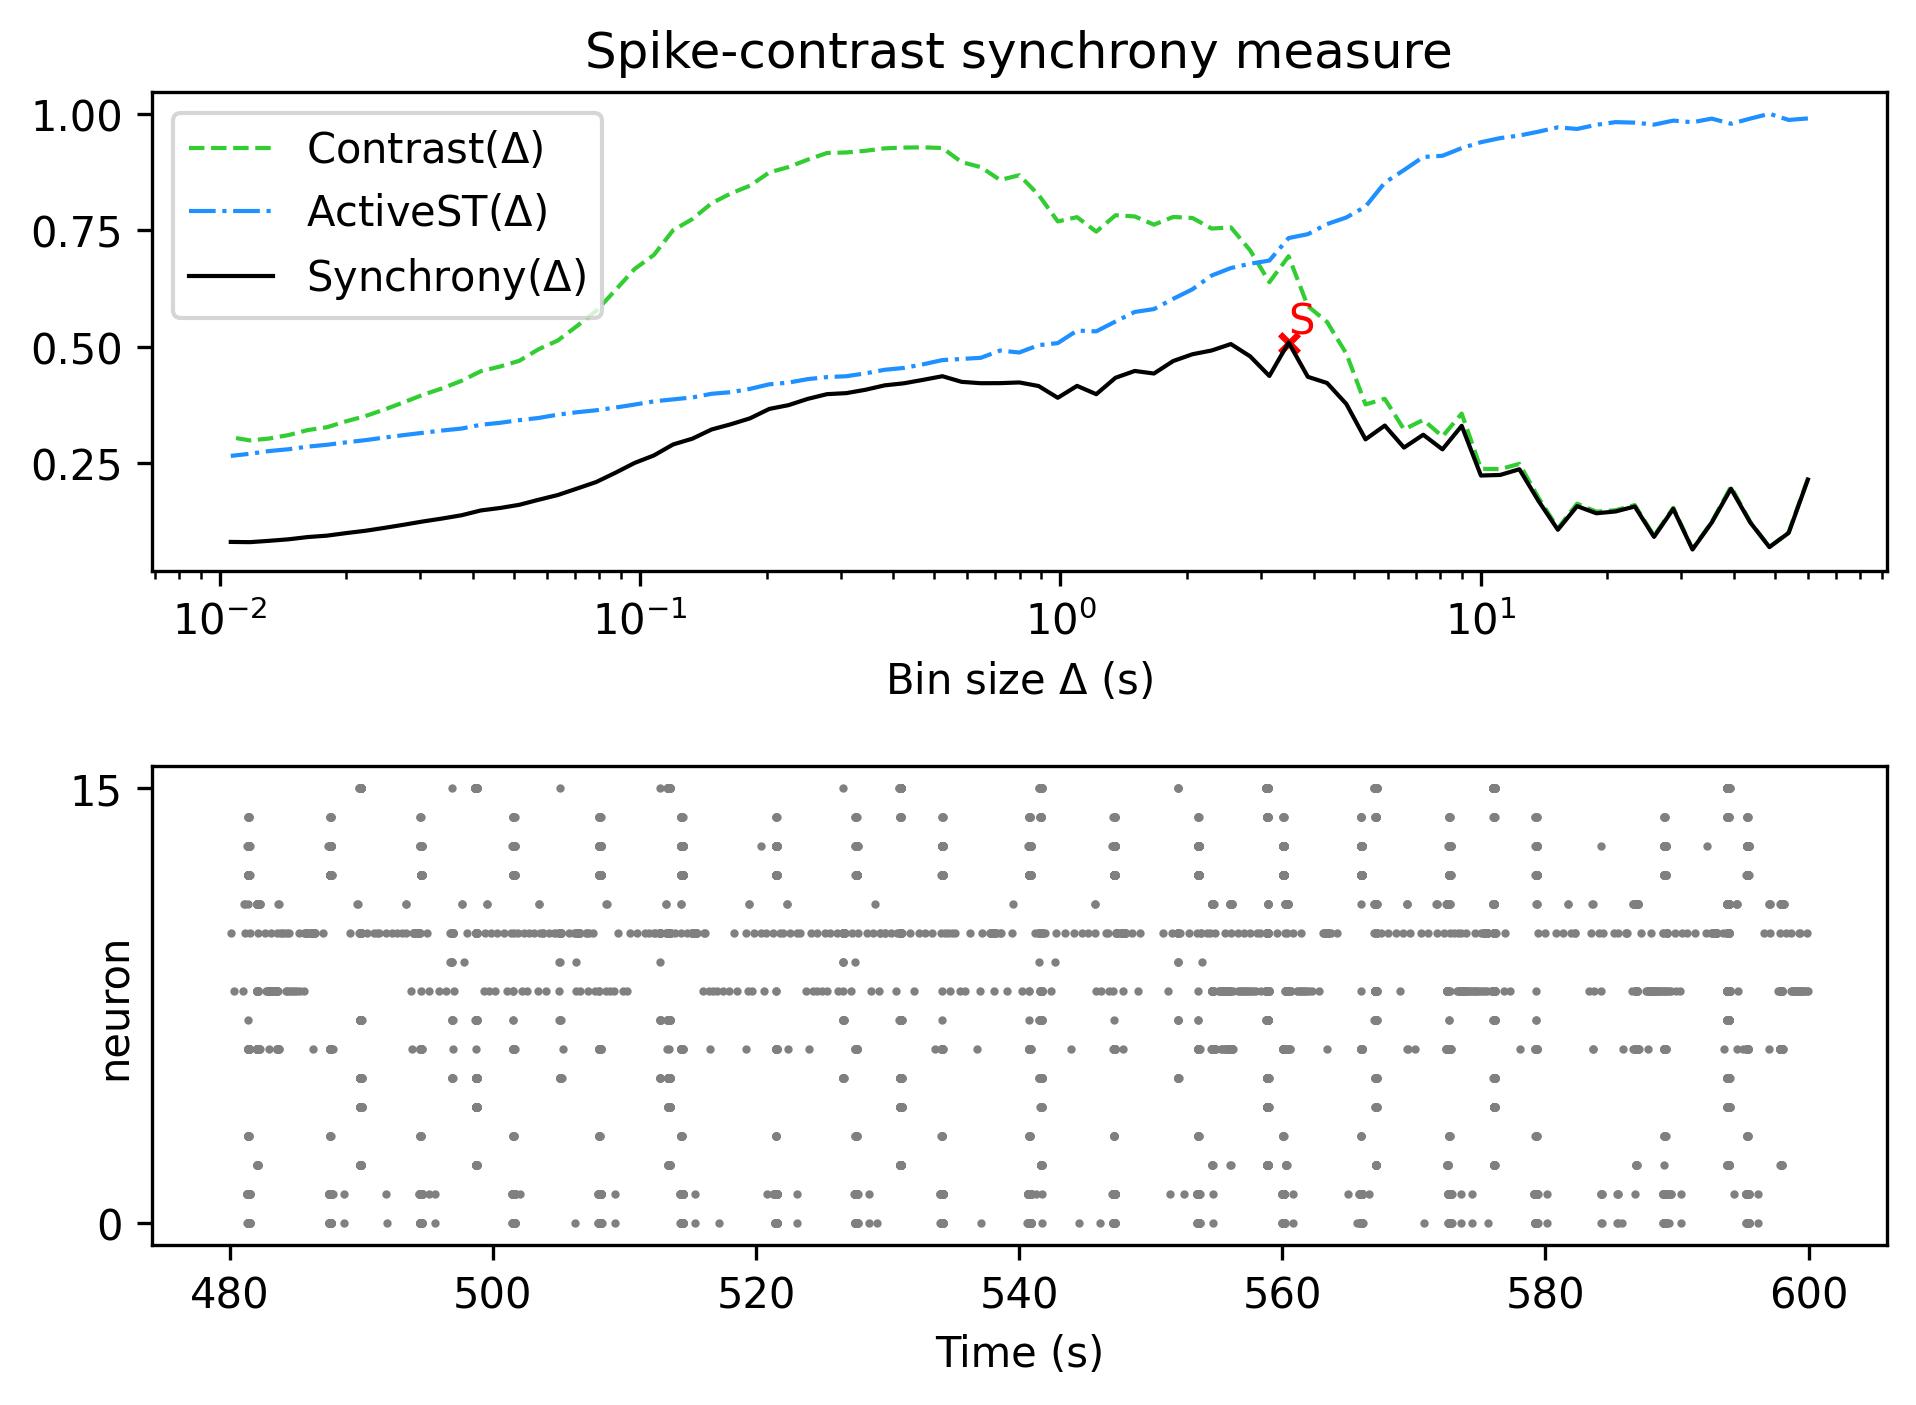 Spike-contrast synchrony measure
1.00
0.75
0.50
0.25
Contrast(Δ)
ActiveST(Δ)
Synchrony(Δ)
S
10⁻² 10⁻¹ 10⁰ 10¹
Bin size Δ (s)
15
0
neuron
480 500 520 540 560 580 600
Time (s)